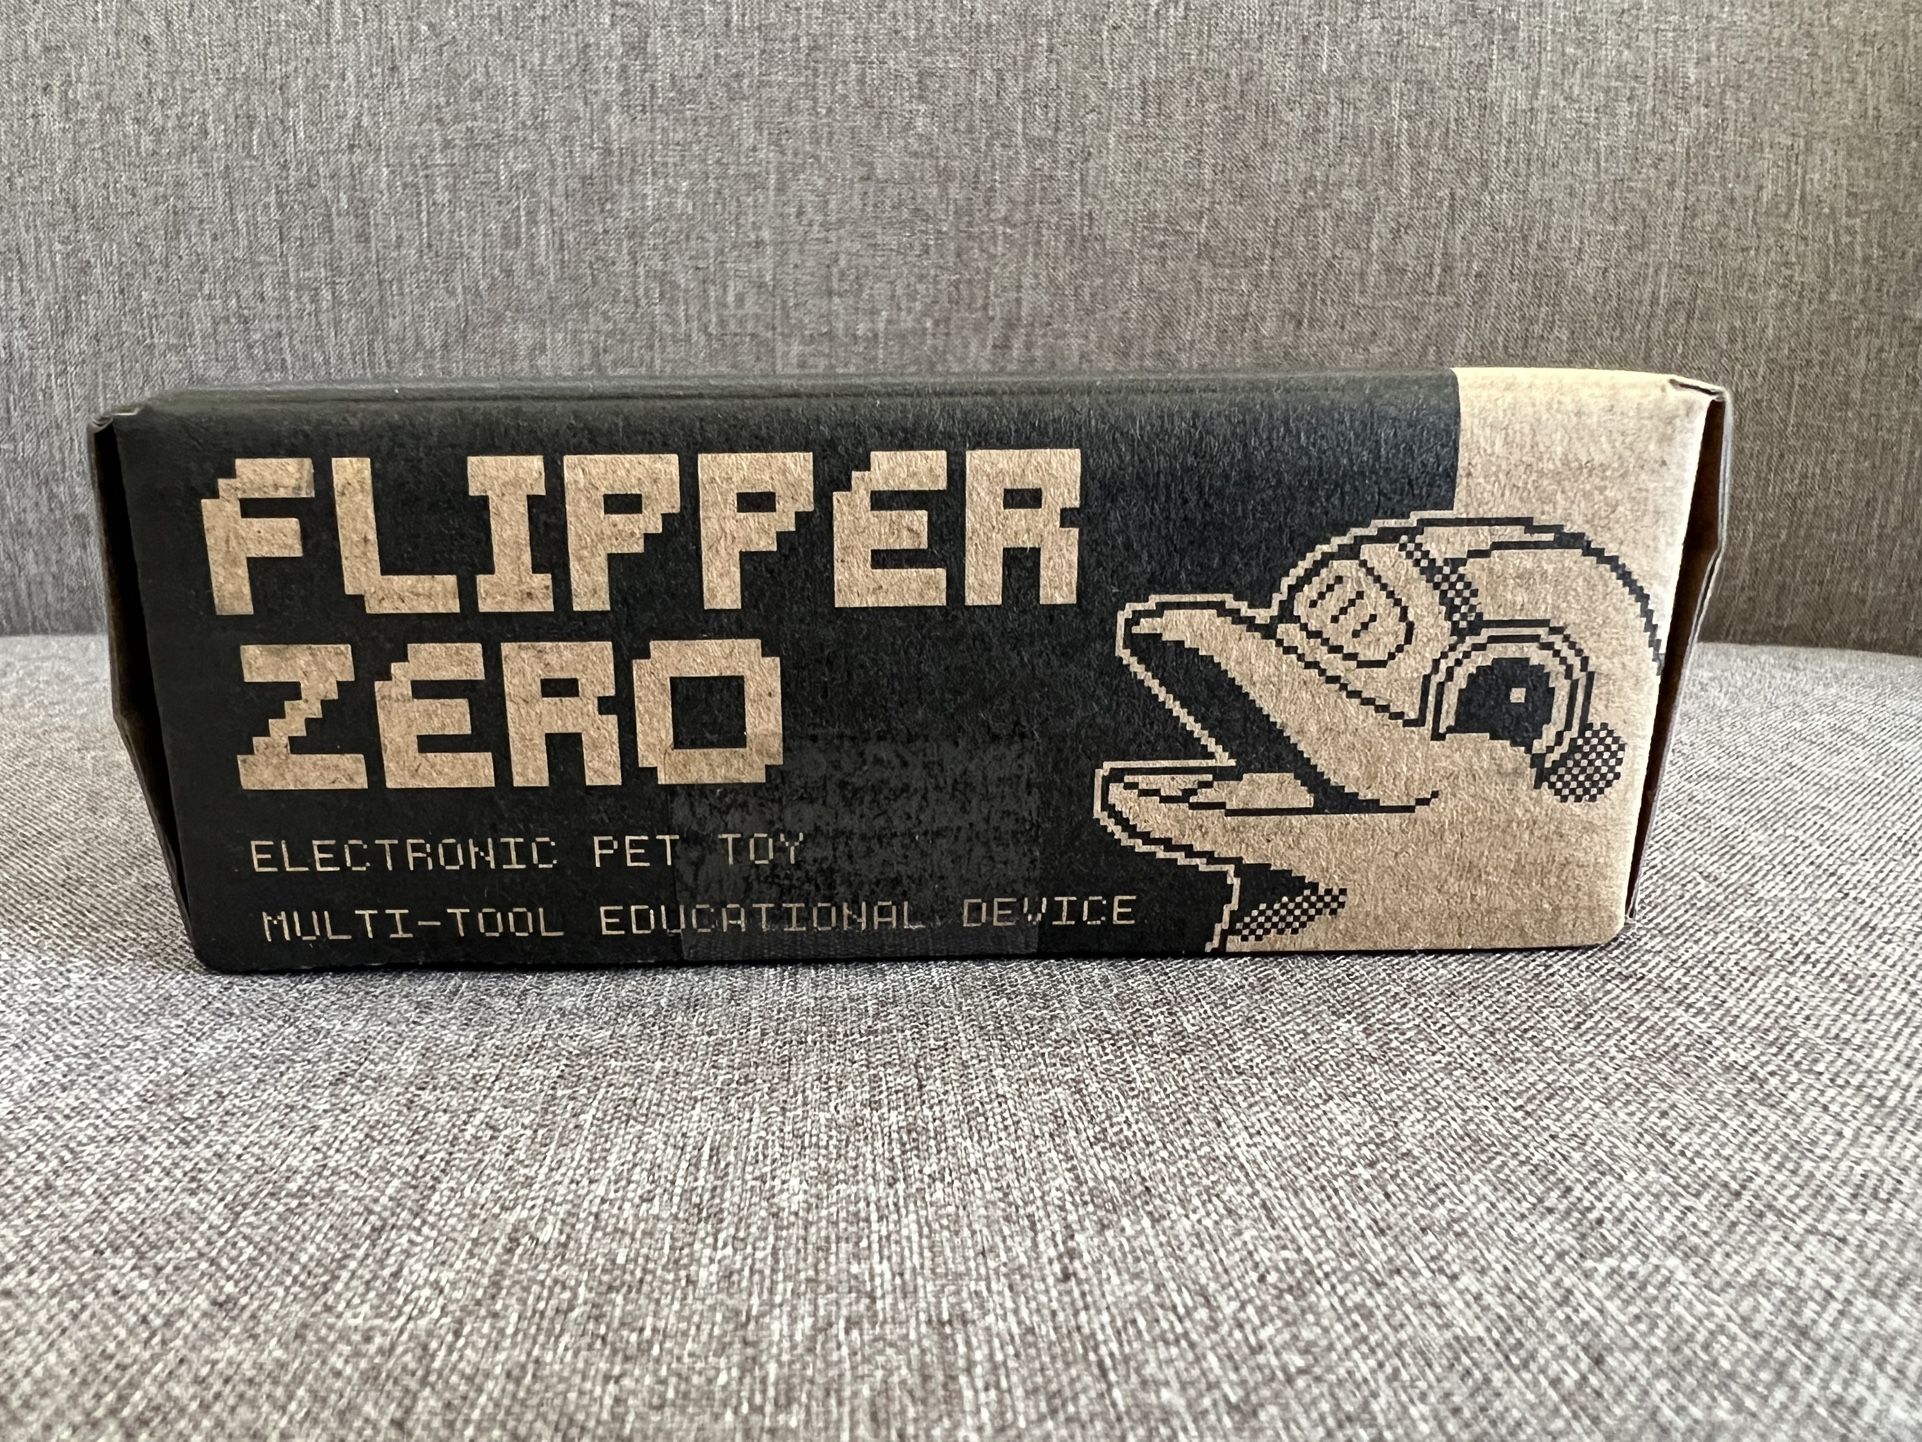 FLIPPER
ZERO
ELECTRONIC PET TOY
MULTI-TOOL EDUCATIONAL DEVICE